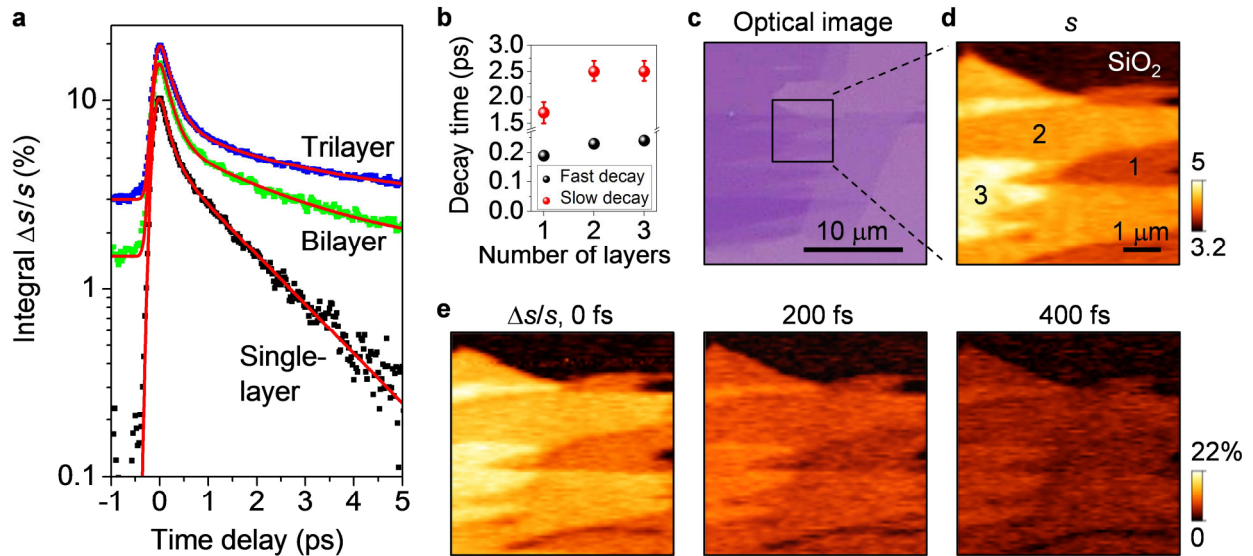 a
Integral Δs/s (%)
10
1
0.1
Trilayer
Bilayer
Single-
layer
-1 0 1 2 3 4 5
Time delay (ps)
b
Decay time (ps)
3.0
2.5
2.0
1.5
0.2
0.0
Fast decay
Slow decay
1 2 3
Number of layers
c
Optical image
10 μm
d
s
SiO₂
2
1
3
1 μm
5
3.2
e
Δs/s, 0 fs
200 fs
400 fs
22%
0